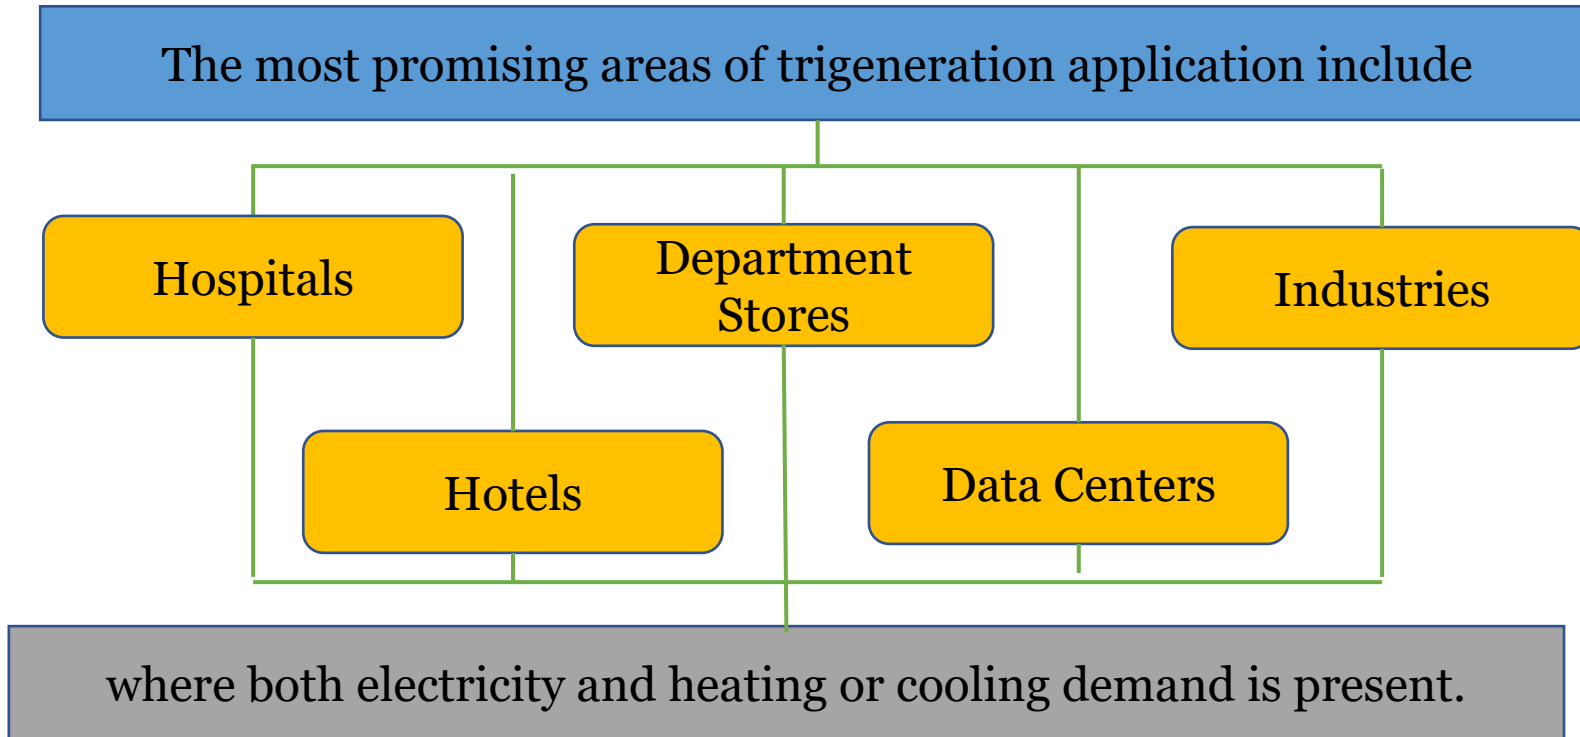 The most promising areas of trigeneration application include
Hospitals
Department
Stores
Industries
Hotels
Data Centers
where both electricity and heating or cooling demand is present.